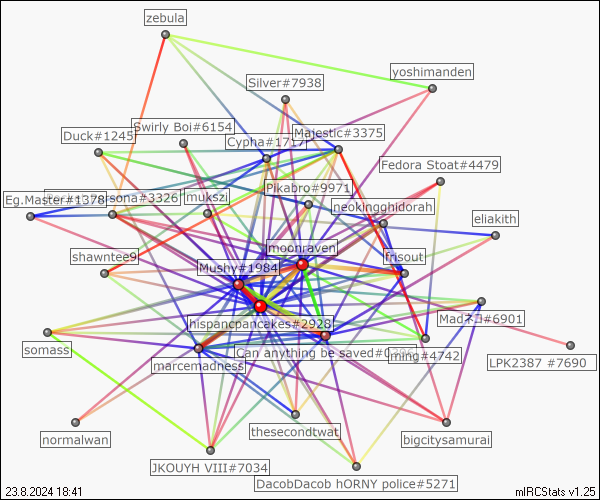 zebula
yoshimanden
Silver#7938
Swirly Boi#6154
Majestic#3375
Duck#1245
Cypha#1717
Fedora Stoat#4479
Pikabro#9971
Eg.Master#1378
sona#3326
mukszi
neokingghidorah
eliakith
moonraven
shawntee9
Mushy#1984
frisout
Madネヨ#6901
hispancpancakes#2928
somass
Can anything be saved
ming#4742
marcemadness
LPK2387 #7690
normalwan
thesecondtwat
bigcitysamurai
JKOUYH VIII#7034
DacobDacob hORNY police#5271
23.8.2024 18:41
mIRCStats v1.25